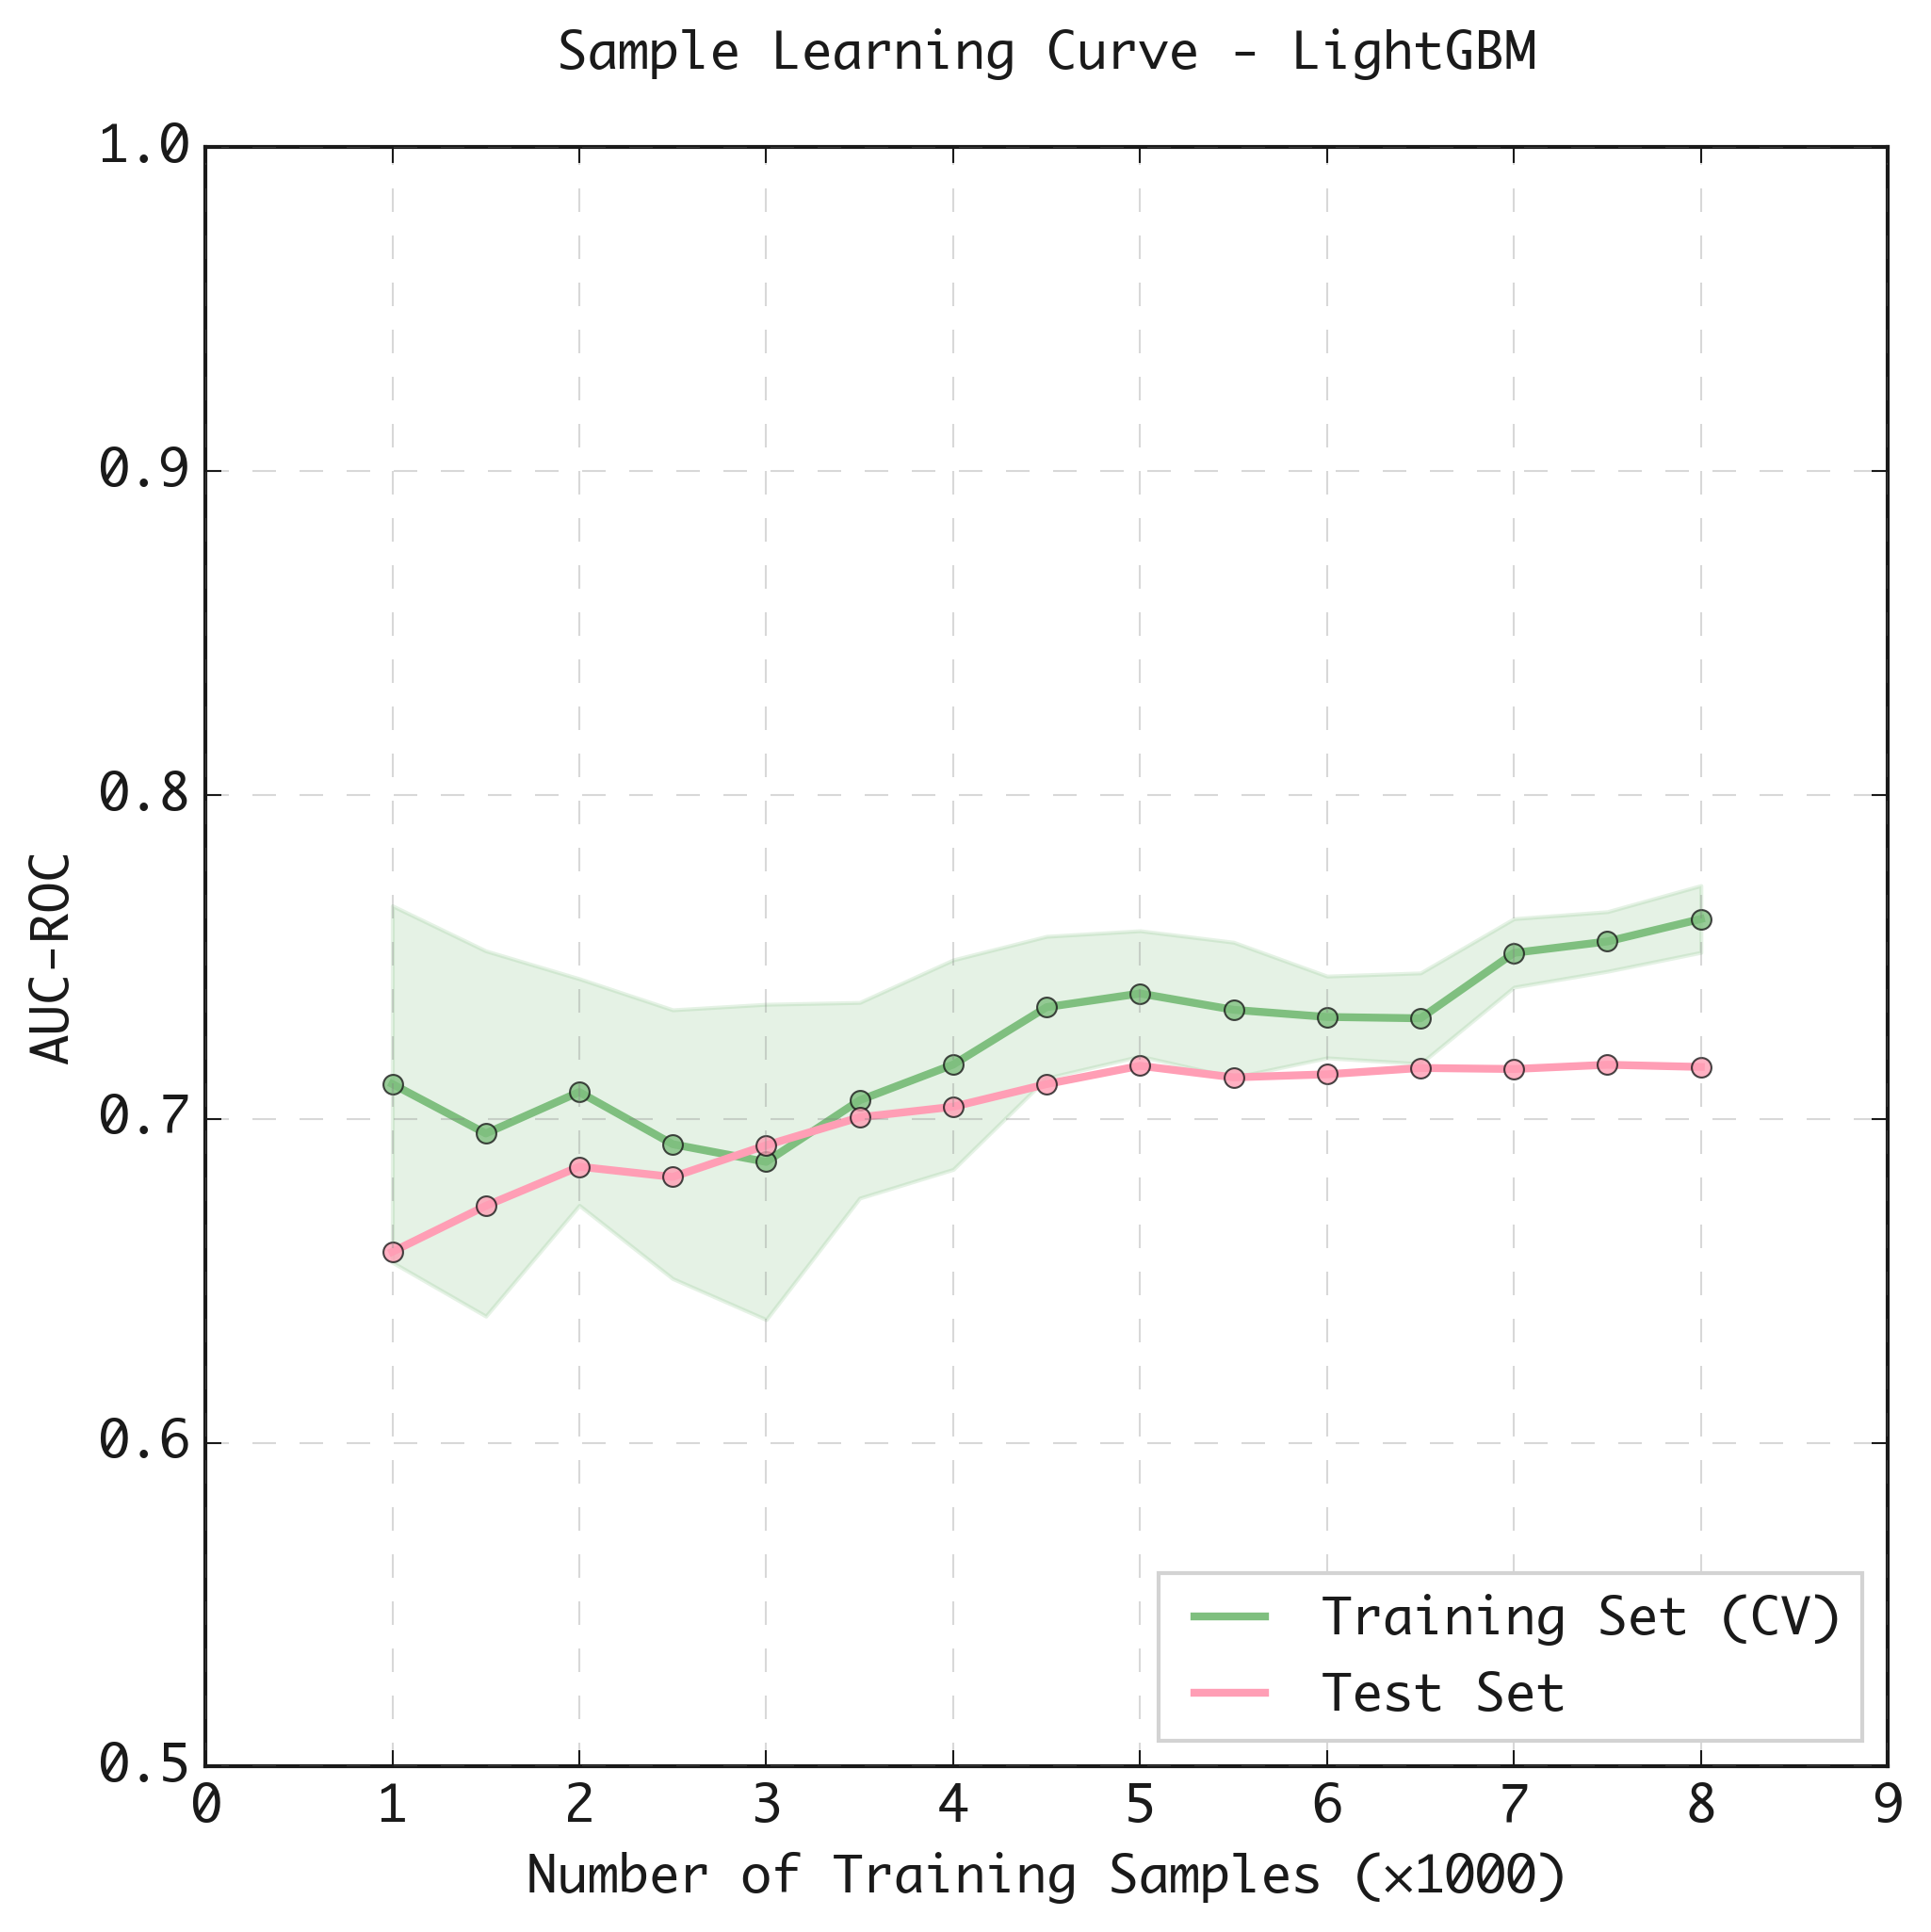 Sample Learning Curve - LightGBM
1.0
0.9
0.8
0.7
0.6
0.5
AUC-ROC
0 1 2 3 4 5 6 7 8 9
Number of Training Samples (×1000)
Training Set (CV)
Test Set